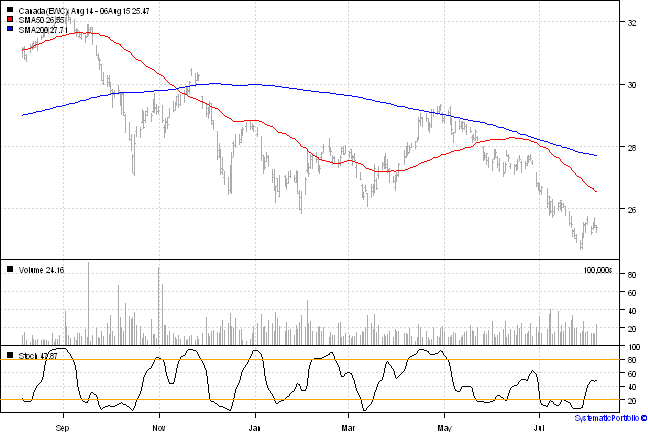 Canada(EWC) Aug14 - 06Aug15 25.47
SMA50 26.55
SMA200 27.71
32
30
28
26
Volume 24.16
100,000s
80
60
40
20
Stoch 47.67
100
80
60
40
20
Sep Nov Jan Mar May Jul
SystematicPortfolio ©